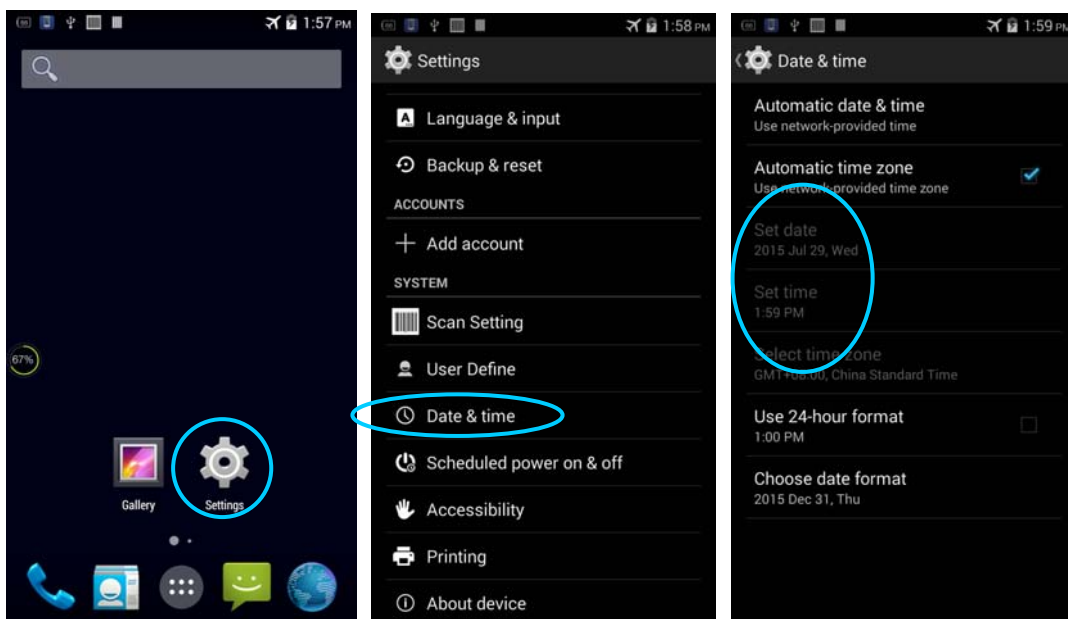 1:57 PM
67%
Gallery
Settings
1:58 PM
Settings
Language & input
Backup & reset
ACCOUNTS
Add account
SYSTEM
Scan Setting
User Define
Date & time
Scheduled power on & off
Accessibility
Printing
About device
1:59 PM
Date & time
Automatic date & time
Use network-provided time
Automatic time zone
Use network-provided time zone
Set date
2015 Jul 29, Wed
Set time
1:59 PM
Select time zone
GMT+08:00, China Standard Time
Use 24-hour format
1:00 PM
Choose date format
2015 Dec 31, Thu